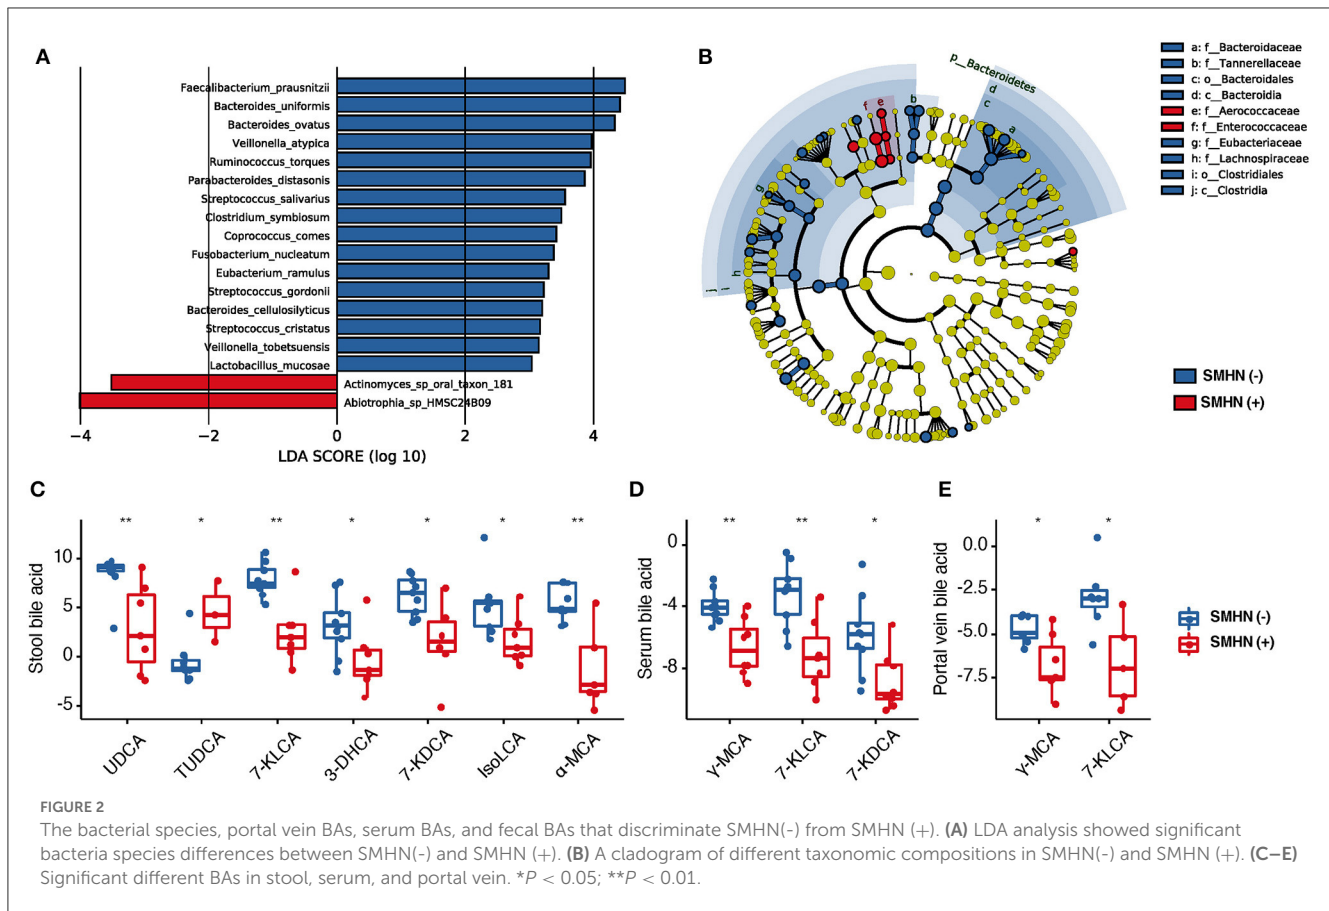 A
Faecalibacterium_prausnitzii
Bacteroides_uniformis
Bacteroides_ovatus
Veillonella_atypica
Ruminococcus_torques
Parabacteroides_distasonis
Streptococcus_salivarius
Clostridium_symbiosum
Coprococcus_comes
Fusobacterium_nucleatum
Eubacterium_ramulus
Streptococcus_gordonii
Bacteroides_cellulosilyticus
Streptococcus_cristatus
Veillonella_tobetsuensis
Lactobacillus_mucosae
Actinomyces_sp_oral_taxon_181
Abiotrophia_sp_HMSC24B09
−4 −2 0 2 4
LDA SCORE (log 10)
B
p__Bacteroidetes
d
c
a
b
e
f
g
h
i
j
a: f__Bacteroidaceae
b: f__Tannerellaceae
c: o__Bacteroidales
d: c__Bacteroidia
e: f__Aerococcaceae
f: f__Enterococcaceae
g: f__Eubacteriaceae
h: f__Lachnospiraceae
i: o__Clostridiales
j: c__Clostridia
SMHN (-)
SMHN (+)
C
Stool bile acid
10
5
0
-5
** * ** * * * **
UDCA TUDCA 7-KLCA 3-DHCA 7-KDCA IsoLCA α-MCA
D
Serum bile acid
0
-4
-8
** ** *
γ-MCA 7-KLCA 7-KDCA
E
Portal vein bile acid
0.0
-2.5
-5.0
-7.5
* *
γ-MCA 7-KLCA
SMHN (-)
SMHN (+)
FIGURE 2
The bacterial species, portal vein BAs, serum BAs, and fecal BAs that discriminate SMHN(-) from SMHN (+). (A) LDA analysis showed significant
bacteria species differences between SMHN(-) and SMHN (+). (B) A cladogram of different taxonomic compositions in SMHN(-) and SMHN (+). (C–E)
Significant different BAs in stool, serum, and portal vein. *P < 0.05; **P < 0.01.